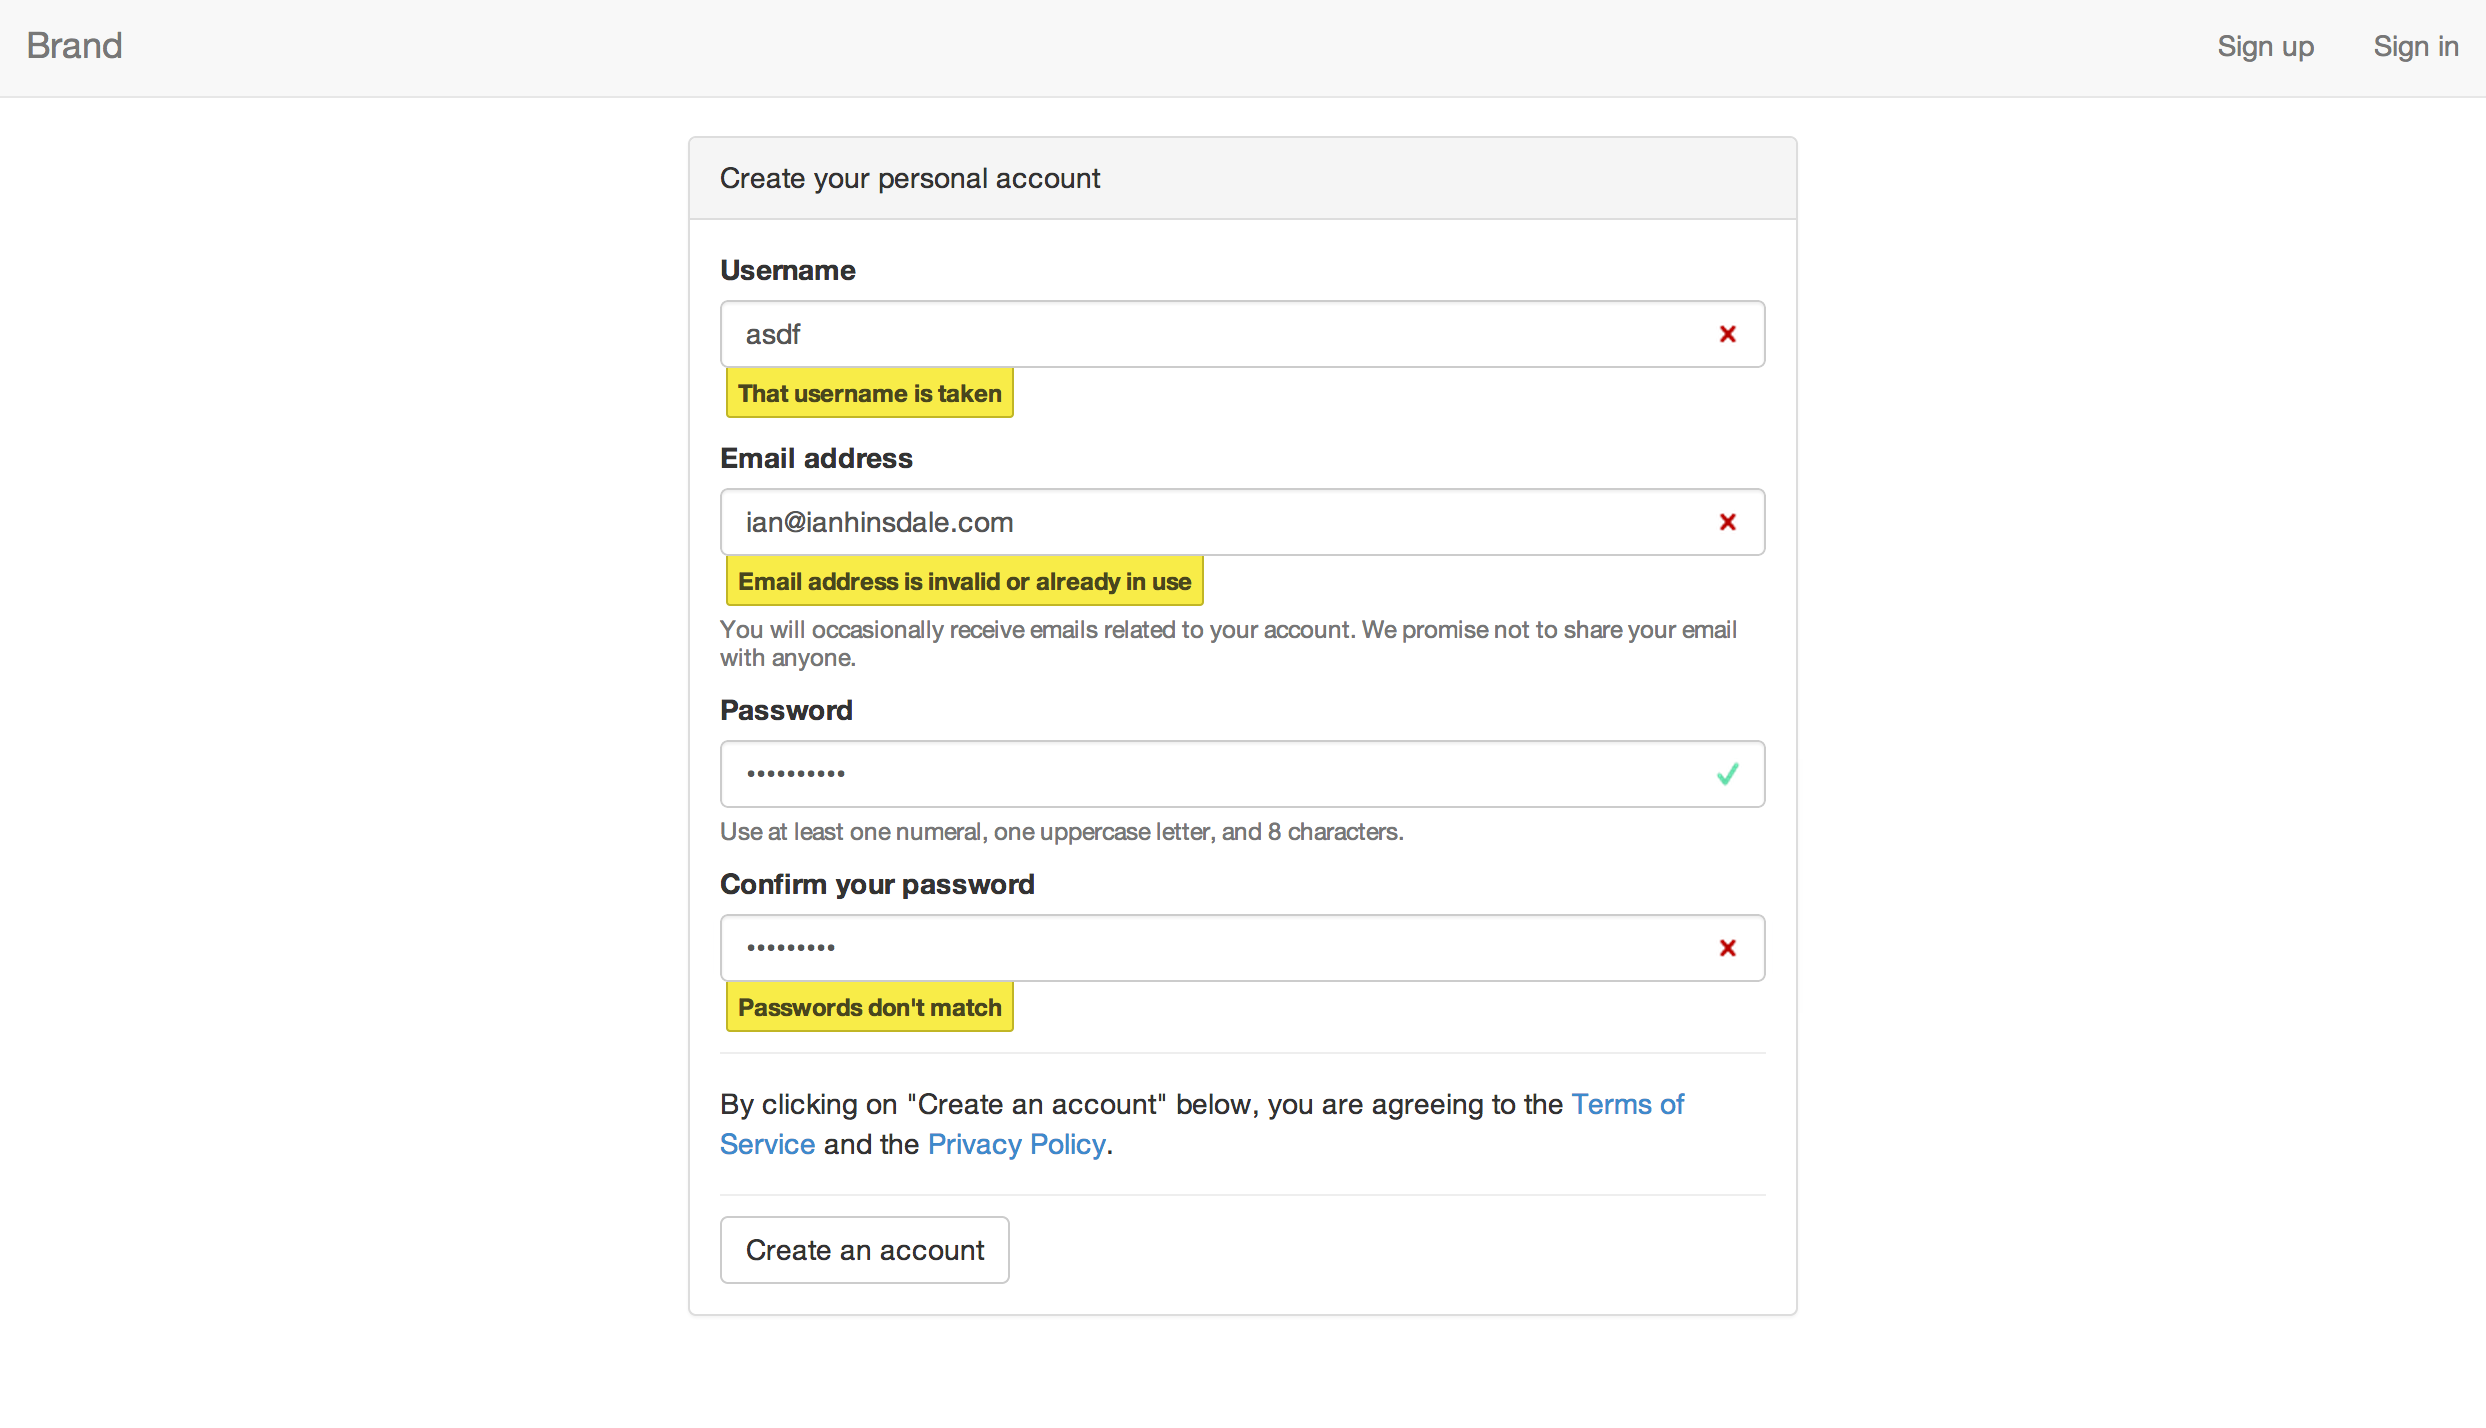 Brand
Sign up
Sign in
Create your personal account
Username
asdf
That username is taken
Email address
ian@ianhinsdale.com
Email address is invalid or already in use
You will occasionally receive emails related to your account. We promise not to share your email
with anyone.
Password
••••••••••
Use at least one numeral, one uppercase letter, and 8 characters.
Confirm your password
•••••••••
Passwords don't match
By clicking on "Create an account" below, you are agreeing to the Terms of
Service and the Privacy Policy.
Create an account